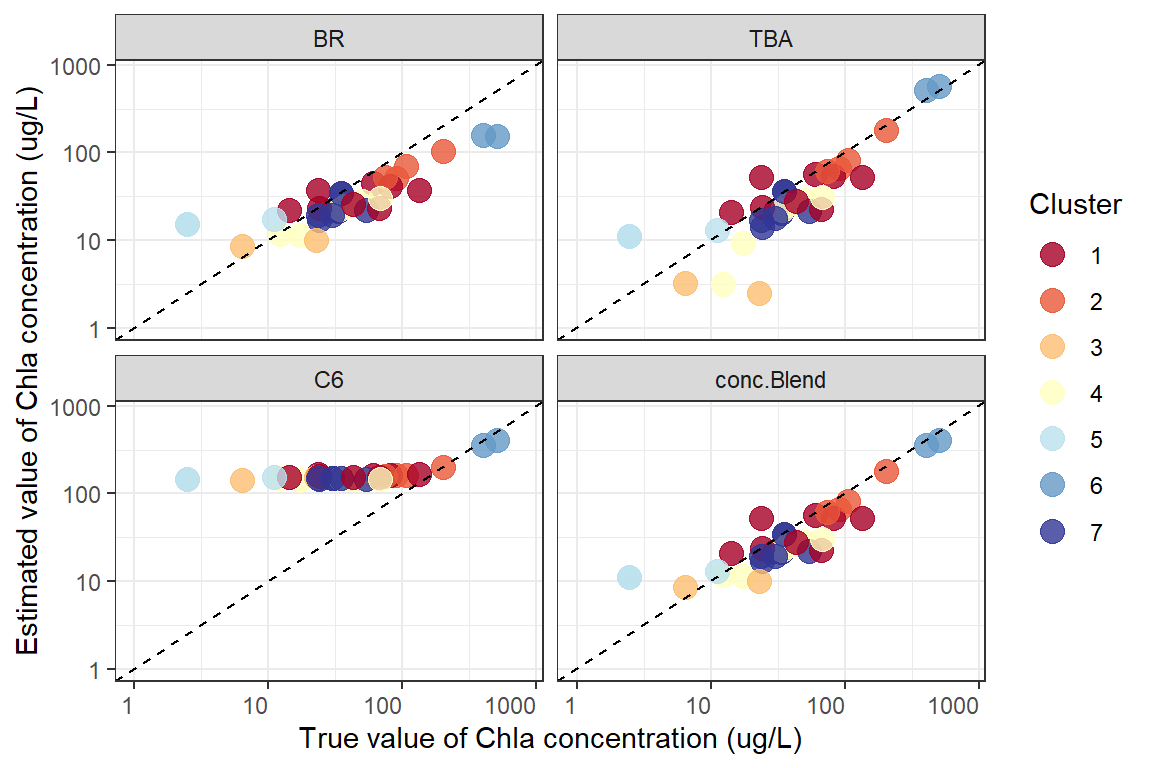 BR
TBA
1000
100
10
1
C6
conc.Blend
1000
100
10
1
1 10 100 1000
1 10 100 1000
True value of Chla concentration (ug/L)
Estimated value of Chla concentration (ug/L)
Cluster
1
2
3
4
5
6
7